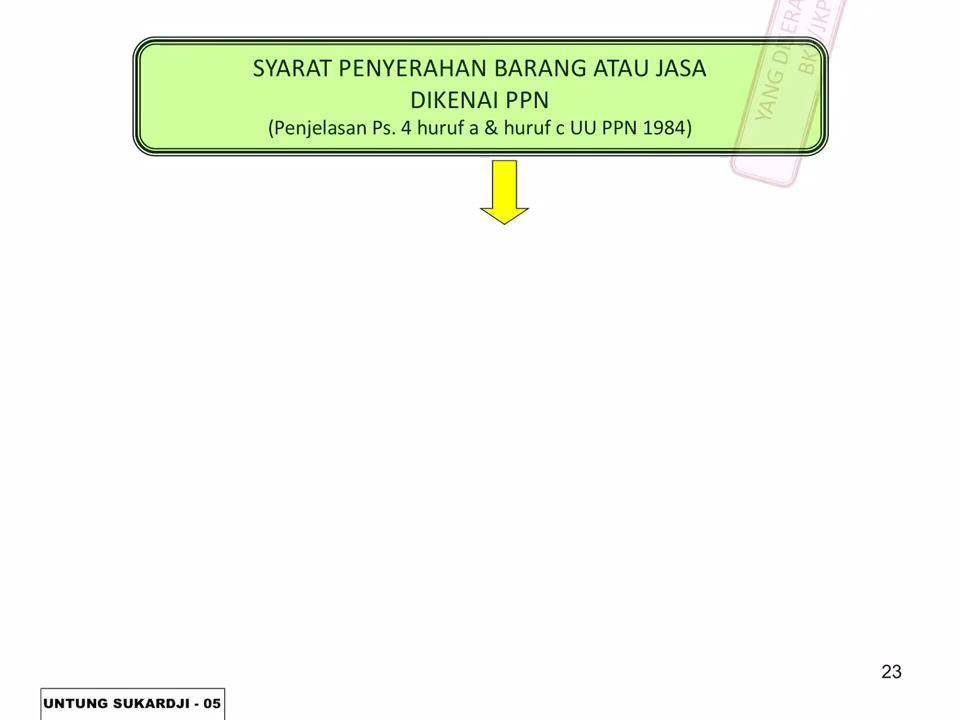 SYARAT PENYERAHAN BARANG ATAU JASA
DIKENAI PPN
(Penjelasan Ps. 4 huruf a & huruf c UU PPN 1984)
YANG
23
UNTUNG SUKARDJI - 05